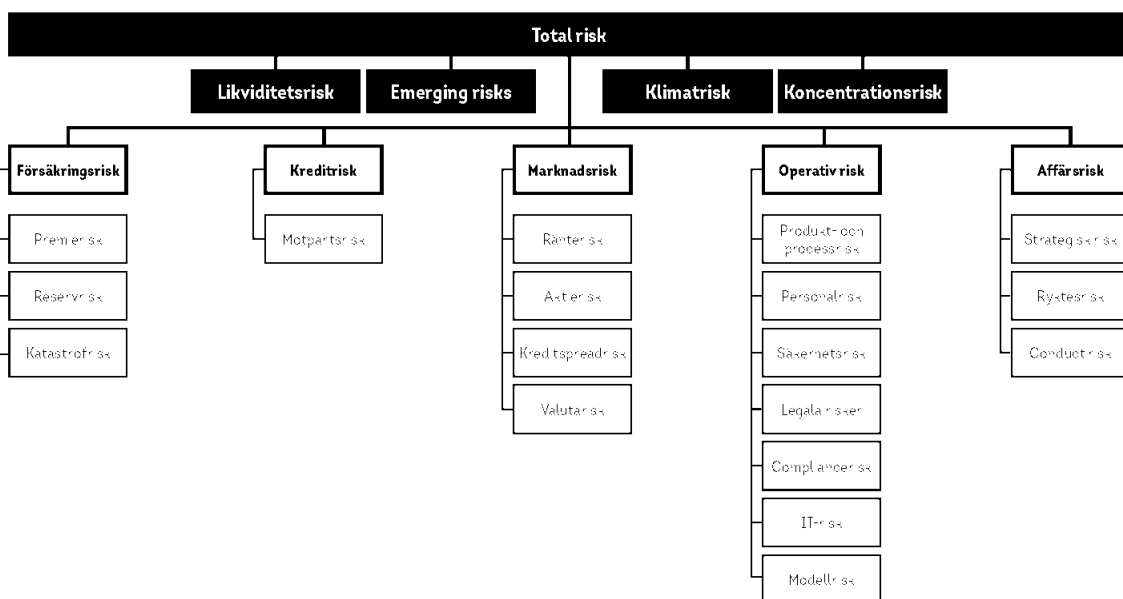 Total risk
Likviditetsrisk
Emerging risks
Klimatrisk
Koncentrationsrisk
Försäkringsrisk
Kreditrisk
Marknadsrisk
Operativ risk
Affärsrisk
Premierisk
Reservrisk
Katastrofrisk
Motpartsrisk
Ränterisk
Aktierisk
Kreditspreadrisk
Valutarisk
Produkt- och
processrisk
Personalrisk
Säkerhetsrisk
Legala risker
Compliancerisk
IT-risk
Modellrisk
Strategisk risk
Ryktesrisk
Conductrisk